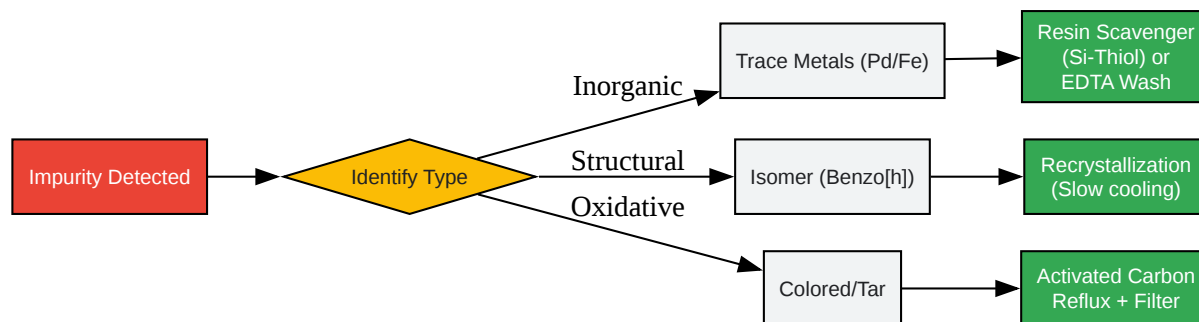 Impurity Detected
Identify Type
Inorganic
Trace Metals (Pd/Fe)
Resin Scavenger
(Si-Thiol) or
EDTA Wash
Structural
Isomer (Benzo[h])
Recrystallization
(Slow cooling)
Oxidative
Colored/Tar
Activated Carbon
Reflux + Filter